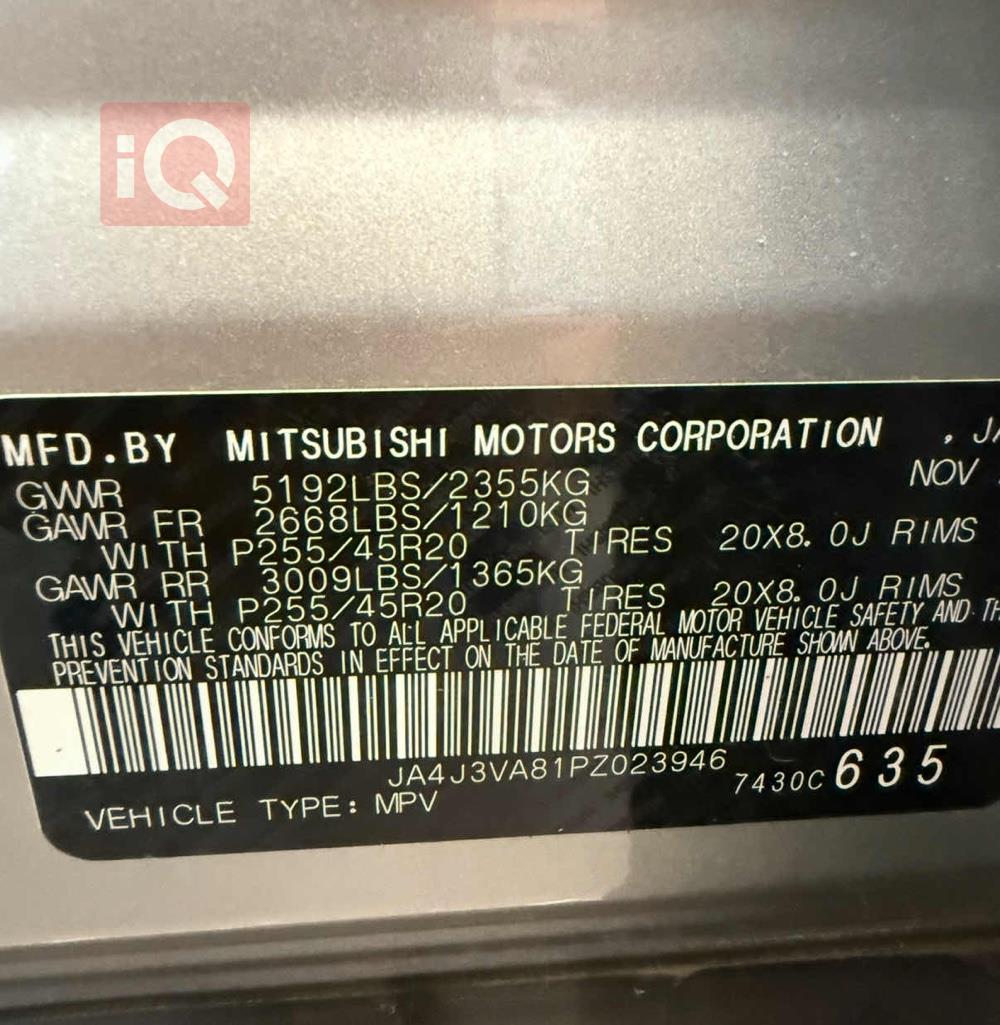 iQ
MFD.BY MITSUBISHI MOTORS CORPORATION
NOV
GVWR 5192LBS/2355KG
GAWR FR 2668LBS/1210KG
WITH P255/45R20 TIRES 20X8.0J RIMS
GAWR RR 3009LBS/1365KG
WITH P255/45R20 TIRES 20X8.0J RIMS
THIS VEHICLE CONFORMS TO ALL APPLICABLE FEDERAL MOTOR VEHICLE SAFETY AND
PREVENTION STANDARDS IN EFFECT ON THE DATE OF MANUFACTURE SHOWN ABOVE.
JA4J3VA81PZ023946 7430C 635
VEHICLE TYPE: MPV